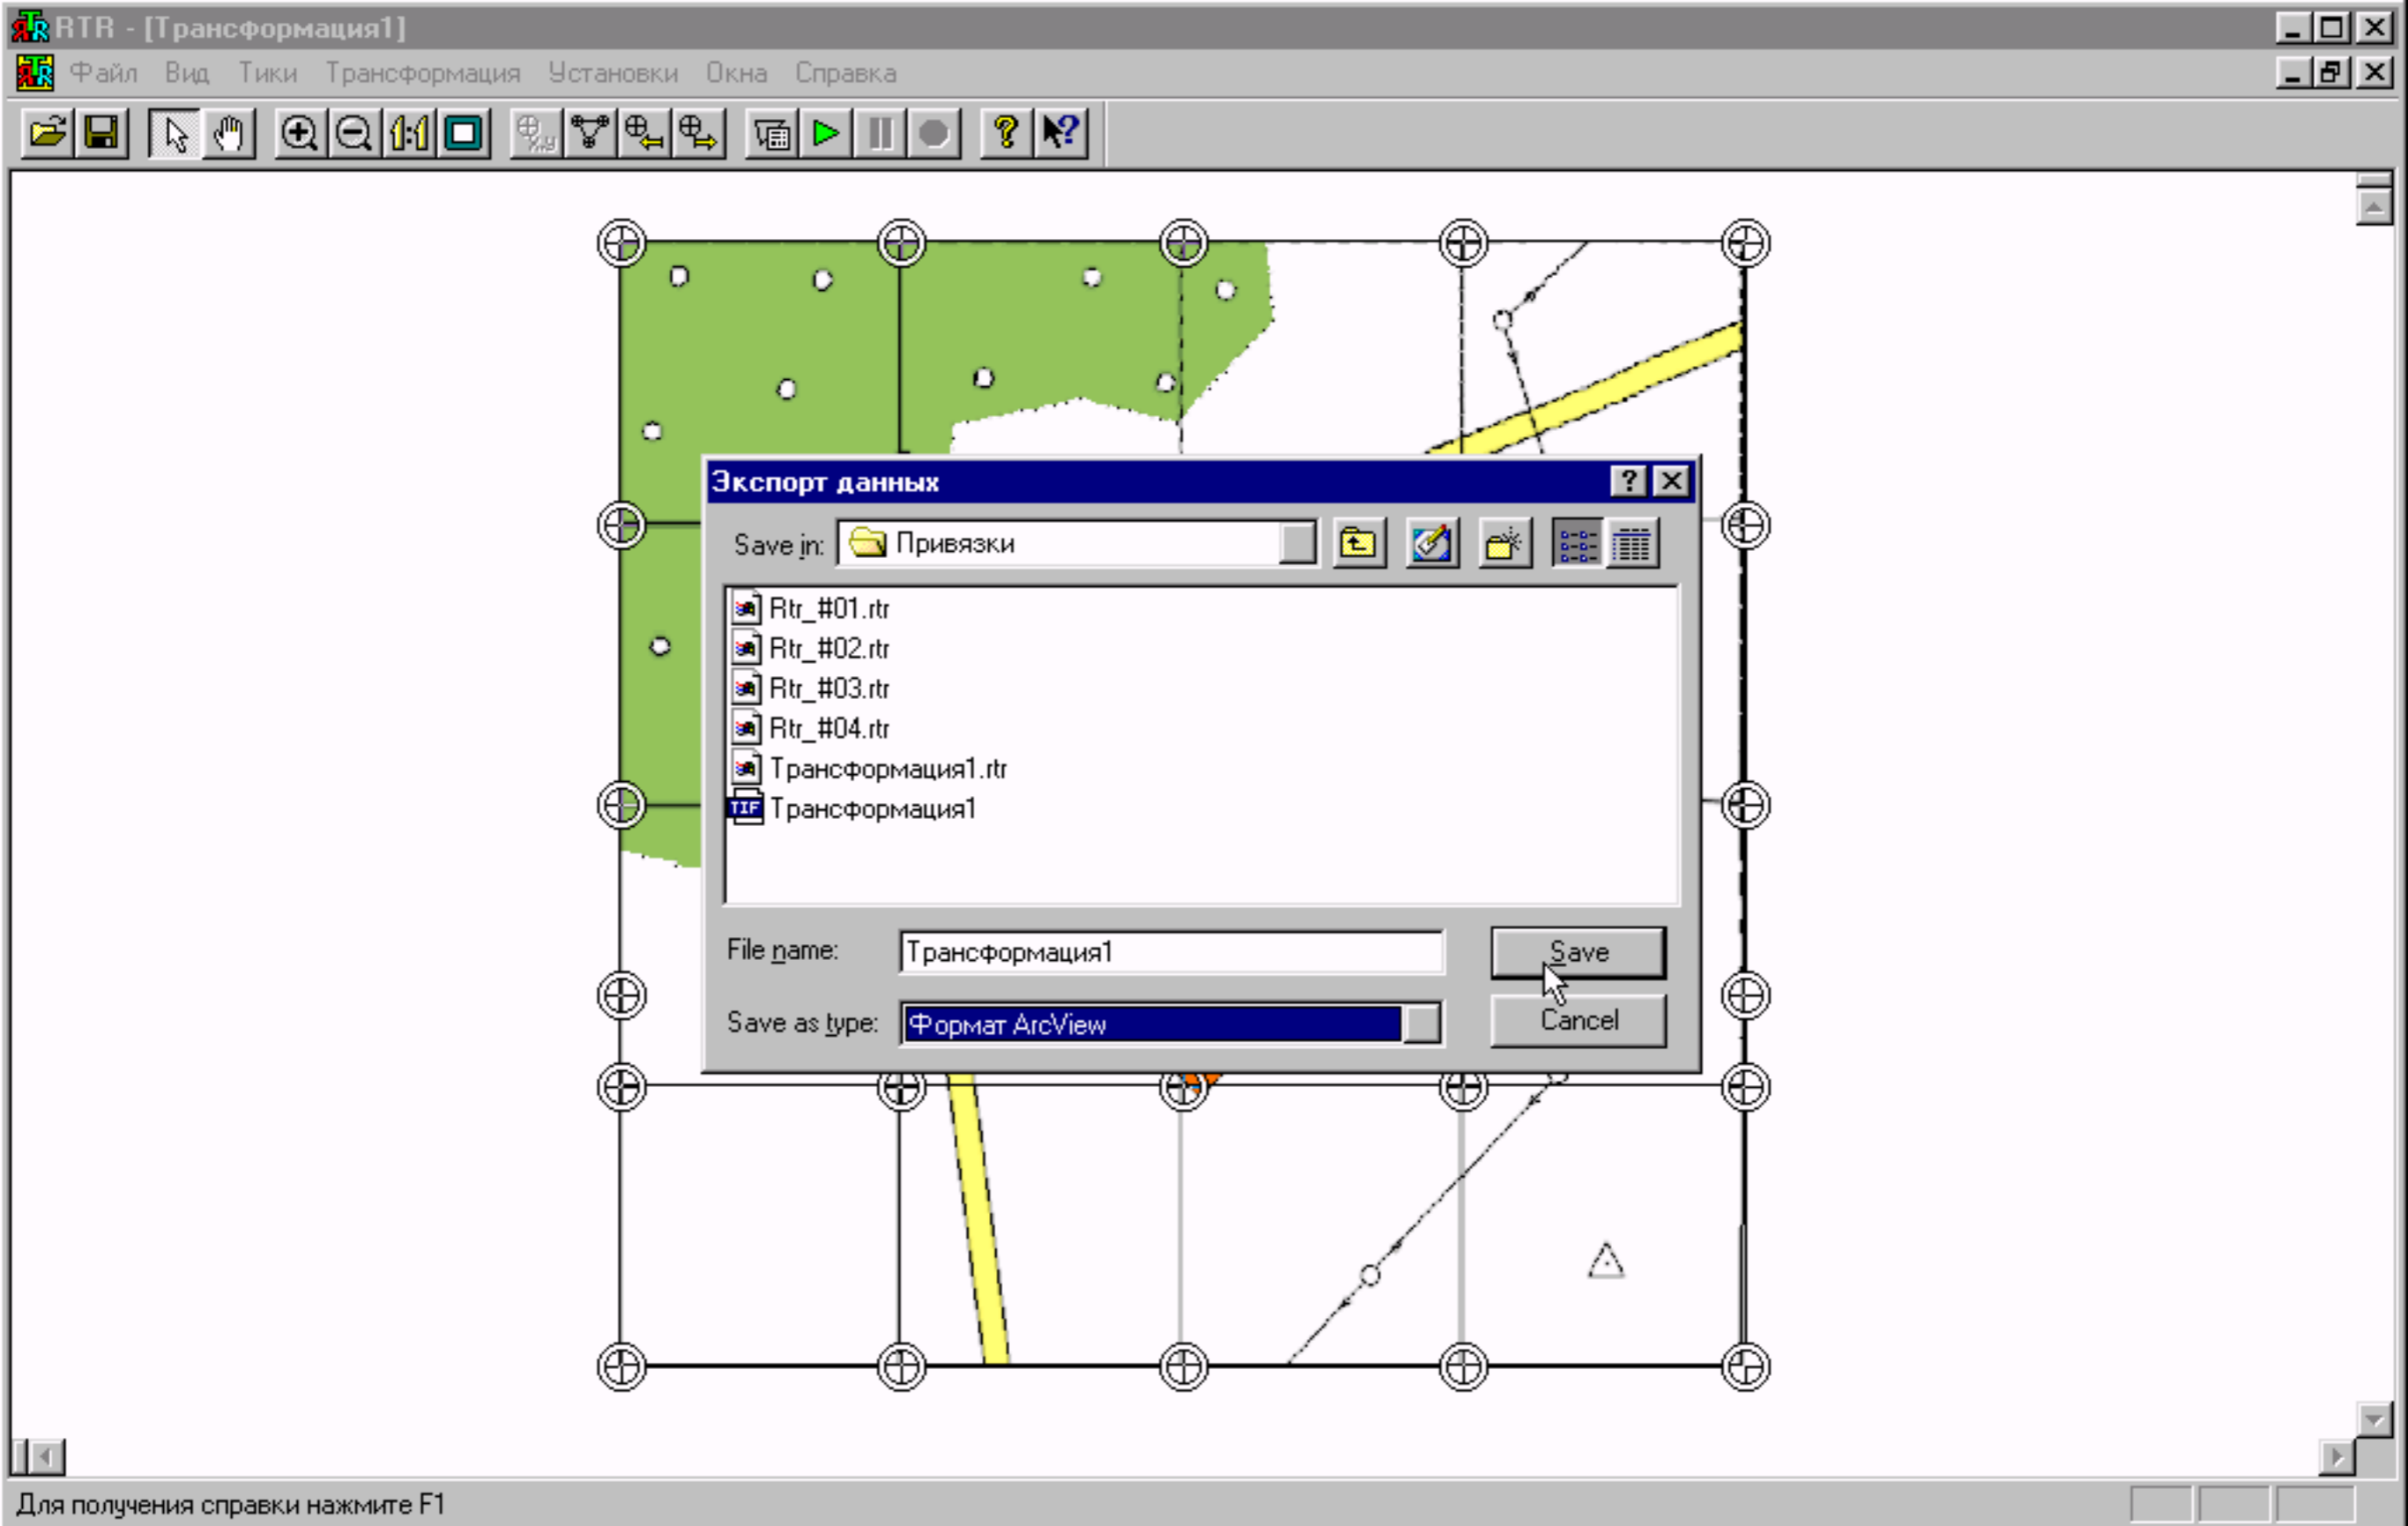 RTR - [Трансформация1]
Файл Вид Тики Трансформация Установки Окна Справка
1:1
x,y
Экспорт данных
Save in: Привязки
Rtr_#01.rtr
Rtr_#02.rtr
Rtr_#03.rtr
Rtr_#04.rtr
Трансформация1.rtr
TIF Трансформация1
File name: Трансформация1 Save
Save as type: Формат ArcView Cancel
Для получения справки нажмите F1